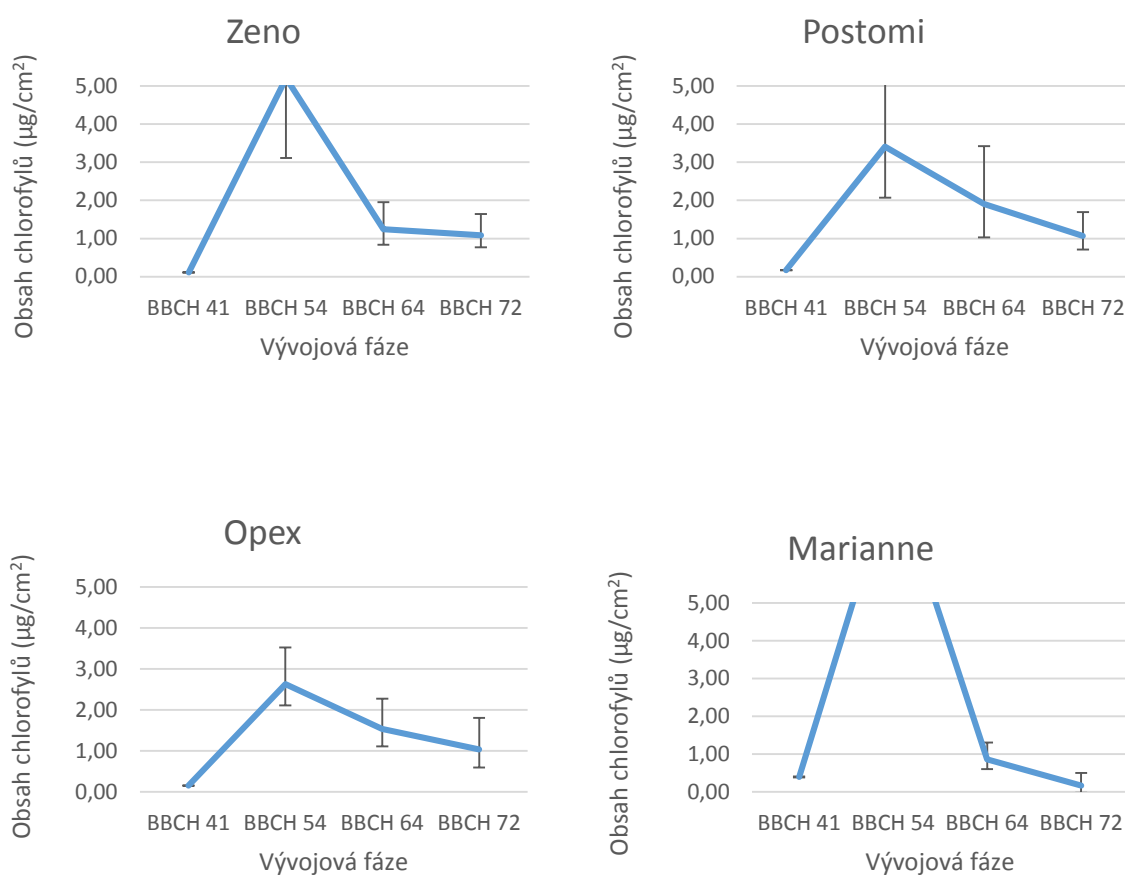 Zeno
Obsah chlorofylů (µg/cm²)
5,00
4,00
3,00
2,00
1,00
0,00
BBCH 41 BBCH 54 BBCH 64 BBCH 72
Vývojová fáze
Postomi
Obsah chlorofylů (µg/cm²)
5,00
4,00
3,00
2,00
1,00
0,00
BBCH 41 BBCH 54 BBCH 64 BBCH 72
Vývojová fáze
Opex
Obsah chlorofylů (µg/cm²)
5,00
4,00
3,00
2,00
1,00
0,00
BBCH 41 BBCH 54 BBCH 64 BBCH 72
Vývojová fáze
Marianne
Obsah chlorofylů (µg/cm²)
5,00
4,00
3,00
2,00
1,00
0,00
BBCH 41 BBCH 54 BBCH 64 BBCH 72
Vývojová fáze